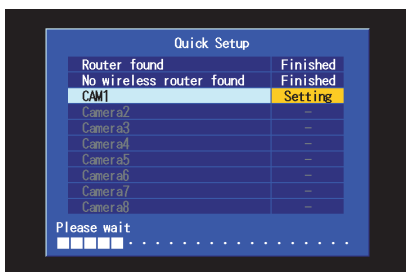 Quick Setup
Router found Finished
No wireless router found Finished
CAM1 Setting
Camera2 -
Camera3 -
Camera4 -
Camera5 -
Camera6 -
Camera7 -
Camera8 -
Please wait